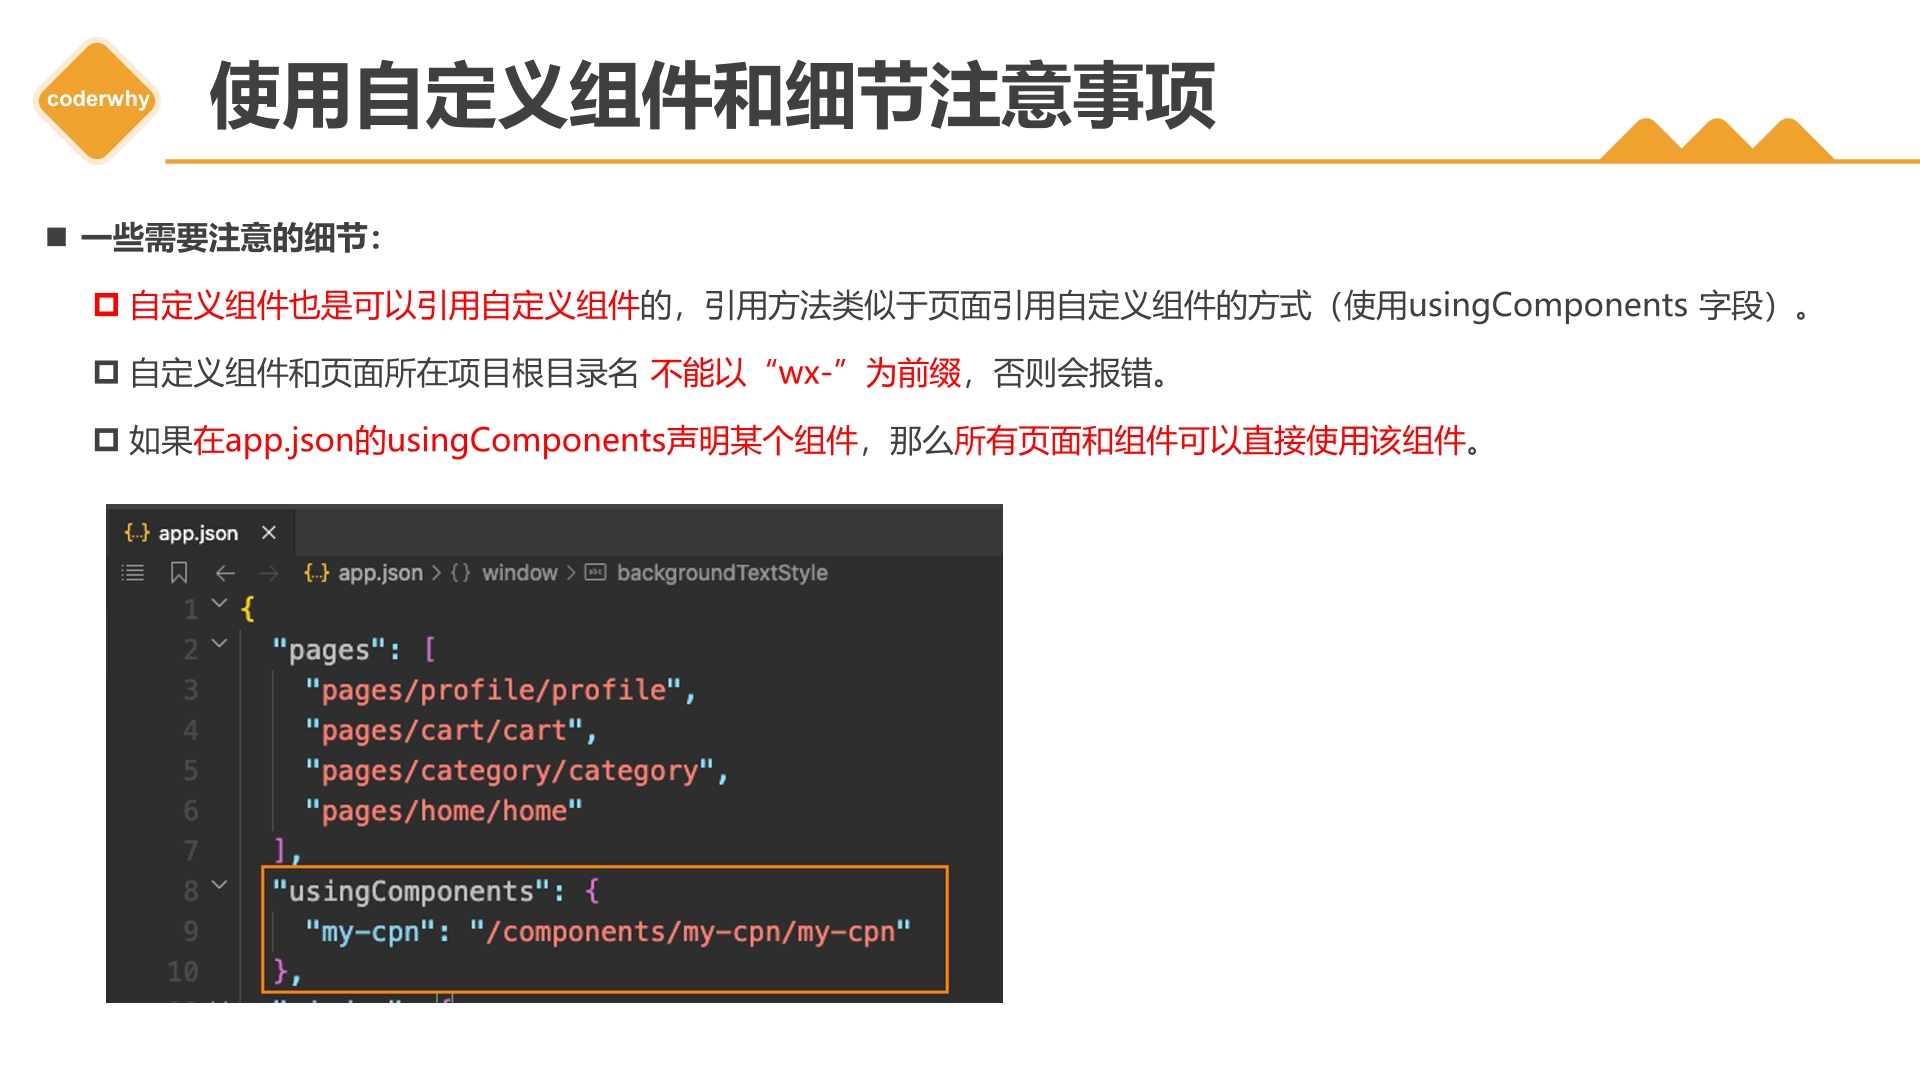 coderwhy
使用自定义组件和细节注意事项
一些需要注意的细节：
自定义组件也是可以引用自定义组件的，引用方法类似于页面引用自定义组件的方式（使用usingComponents 字段）。
自定义组件和页面所在项目根目录名 不能以“wx-”为前缀，否则会报错。
如果在app.json的usingComponents声明某个组件，那么所有页面和组件可以直接使用该组件。
{..} app.json ×
{..} app.json > {} window > abc backgroundTextStyle
1 {
2 "pages": [
3 "pages/profile/profile",
4 "pages/cart/cart",
5 "pages/category/category",
6 "pages/home/home"
7 ],
8 "usingComponents": {
9 "my-cpn": "/components/my-cpn/my-cpn"
10 },